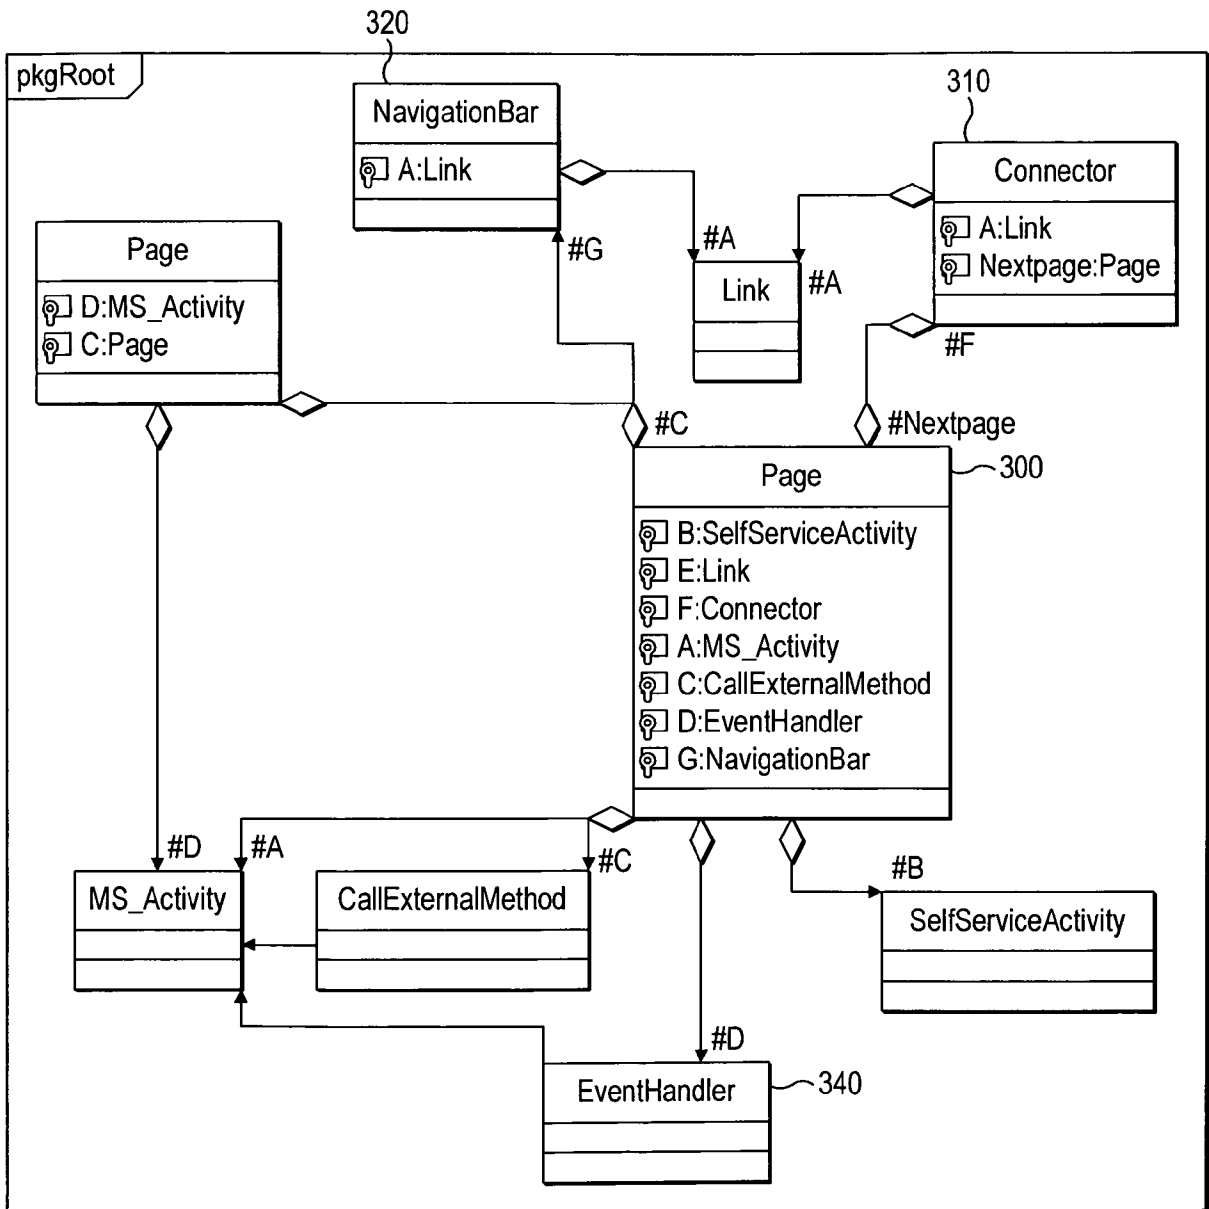 320
pkgRoot
310
NavigationBar
A:Link
Connector
A:Link
Nextpage:Page
Page
D:MS_Activity
C:Page
#G
#A
Link
#A
#F
#C
#Nextpage
Page
300
B:SelfServiceActivity
E:Link
F:Connector
A:MS_Activity
C:CallExternalMethod
D:EventHandler
G:NavigationBar
#D
#A
#C
#B
MS_Activity
CallExternalMethod
SelfServiceActivity
#D
EventHandler
340